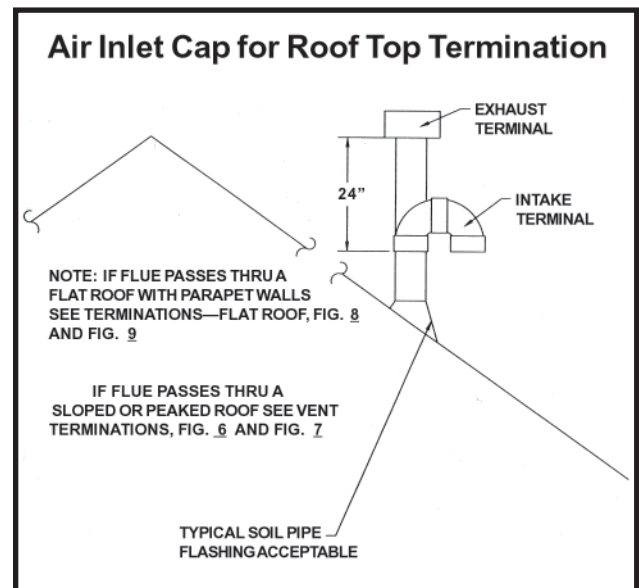 Air Inlet Cap for Roof Top Termination
EXHAUST
TERMINAL
24”
INTAKE
TERMINAL
NOTE: IF FLUE PASSES THRU A
FLAT ROOF WITH PARAPET WALLS
SEE TERMINATIONS—FLAT ROOF, FIG. 8
AND FIG. 9
IF FLUE PASSES THRU A
SLOPED OR PEAKED ROOF SEE VENT
TERMINATIONS, FIG. 6 AND FIG. 7
TYPICAL SOIL PIPE
FLASHING ACCEPTABLE